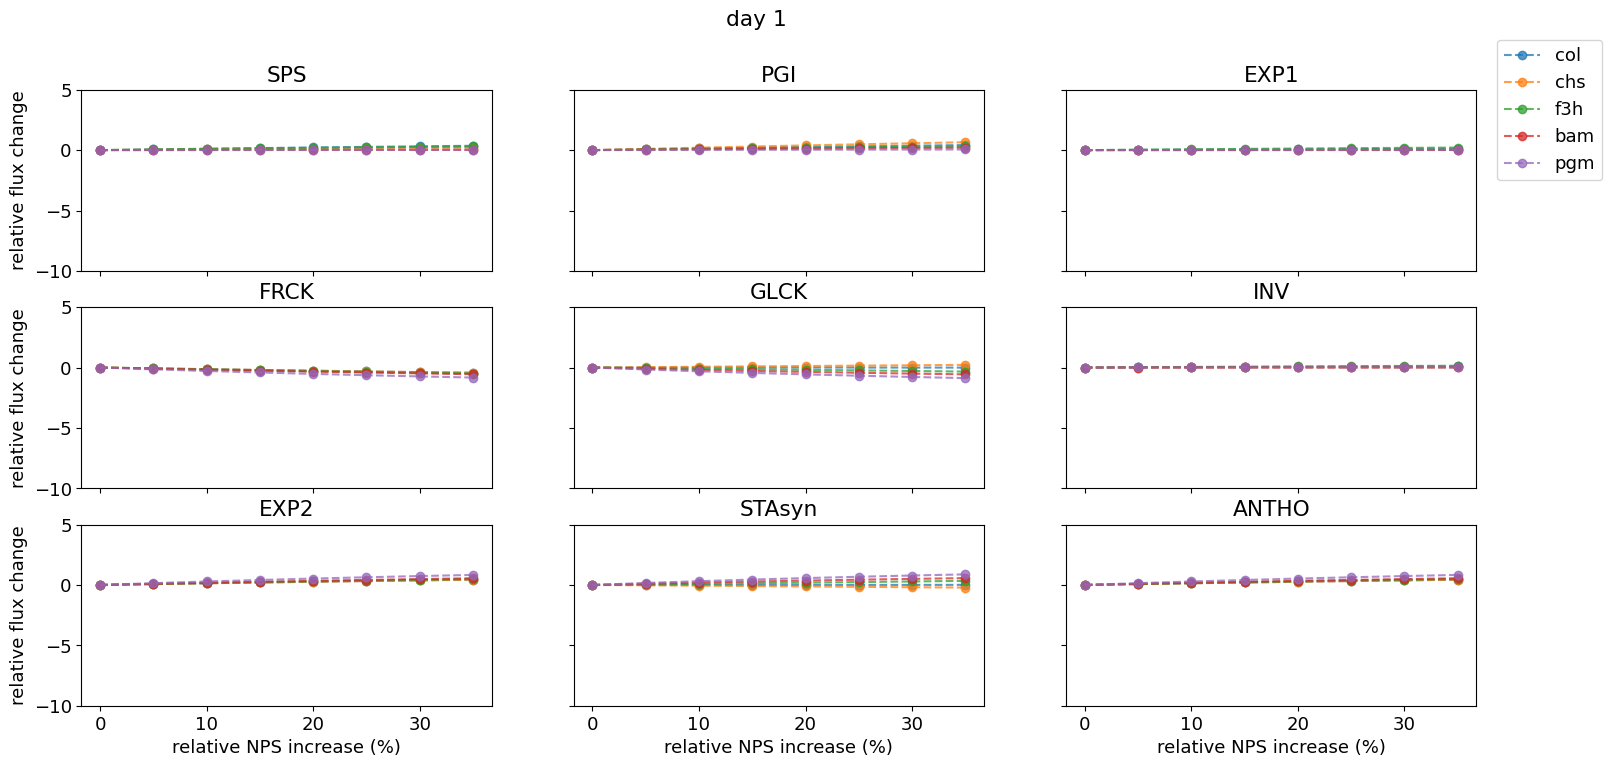 day 1
SPS
PGI
EXP1
col
chs
f3h
bam
pgm
relative flux change
5
0
−5
−10
FRCK
GLCK
INV
relative flux change
5
0
−5
−10
EXP2
STAsyn
ANTHO
relative flux change
5
0
−5
−10
0 10 20 30
0 10 20 30
0 10 20 30
relative NPS increase (%)
relative NPS increase (%)
relative NPS increase (%)